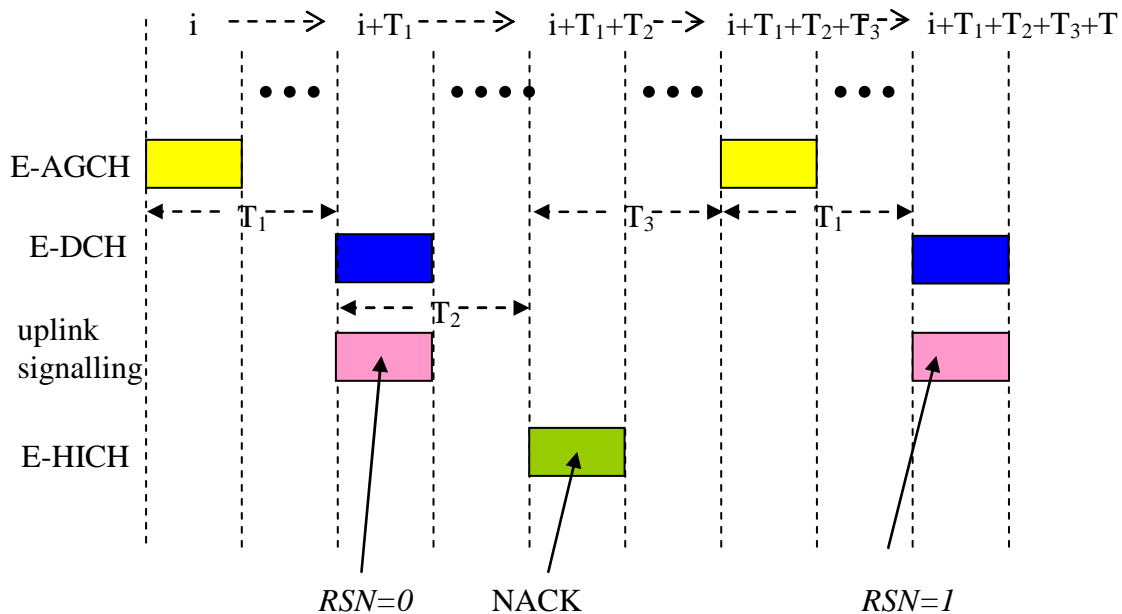 i i+T₁ i+T₁+T₂ i+T₁+T₂+T₃ i+T₁+T₂+T₃+T
E-AGCH
T₁ T₃ T₁
E-DCH
T₂
uplink
signalling
E-HICH
RSN=0 NACK RSN=1